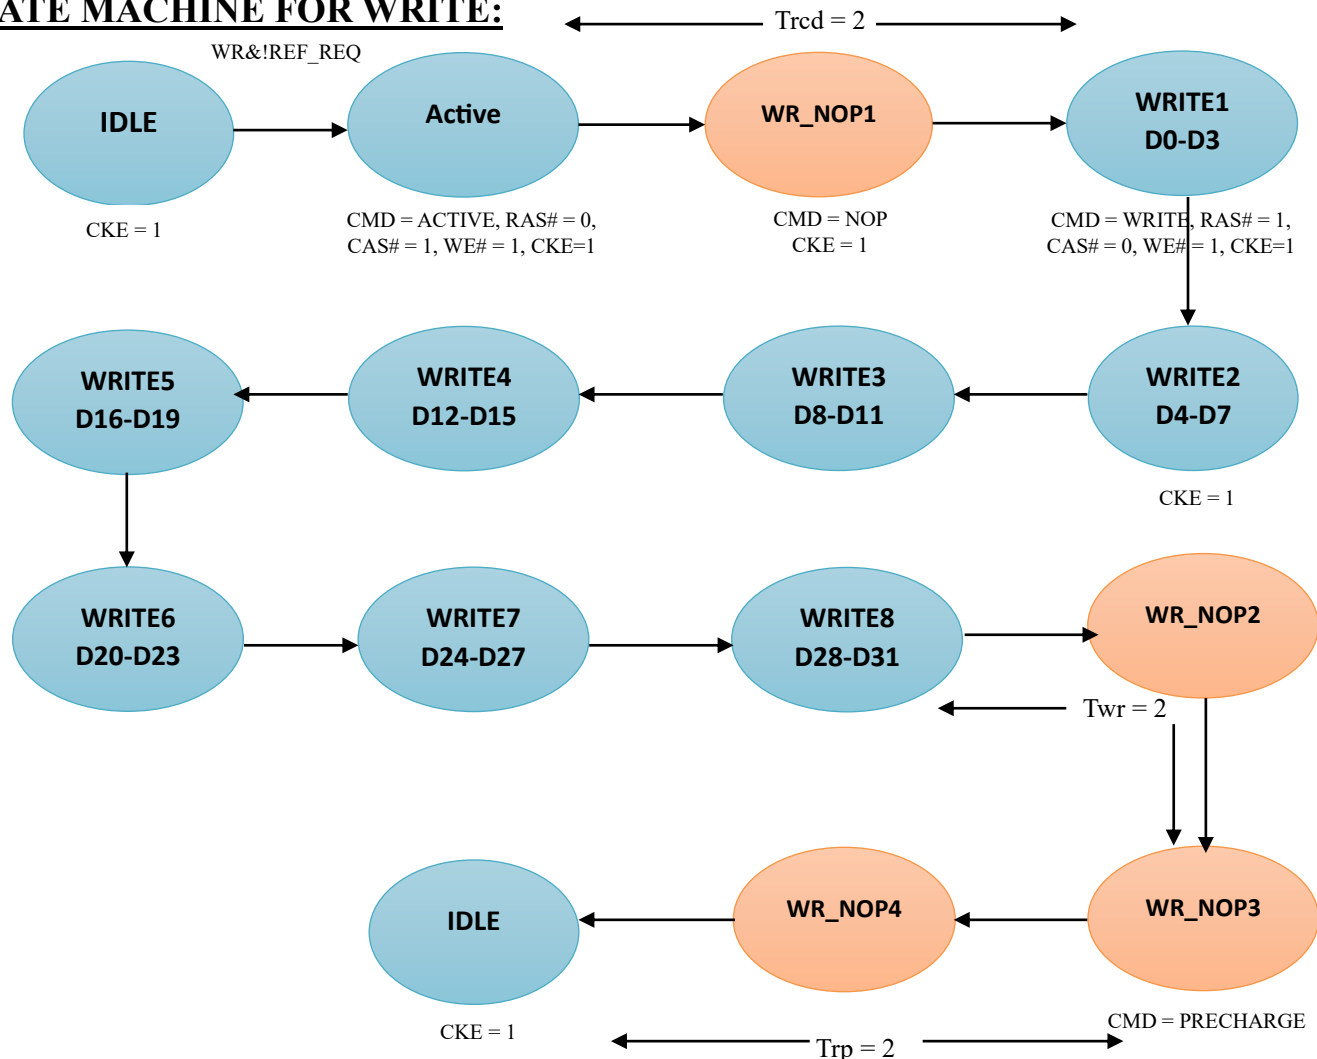 ATE MACHINE FOR WRITE:
Trcd = 2
WR&!REF_REQ
IDLE
Active
WR_NOP1
WRITE1
D0-D3
CKE = 1
CMD = ACTIVE, RAS# = 0,
CAS# = 1, WE# = 1, CKE=1
CMD = NOP
CKE = 1
CMD = WRITE, RAS# = 1,
CAS# = 0, WE# = 1, CKE=1
WRITE5
D16-D19
WRITE4
D12-D15
WRITE3
D8-D11
WRITE2
D4-D7
CKE = 1
WRITE6
D20-D23
WRITE7
D24-D27
WRITE8
D28-D31
WR_NOP2
Twr = 2
IDLE
WR_NOP4
WR_NOP3
CKE = 1
CMD = PRECHARGE
Trp = 2